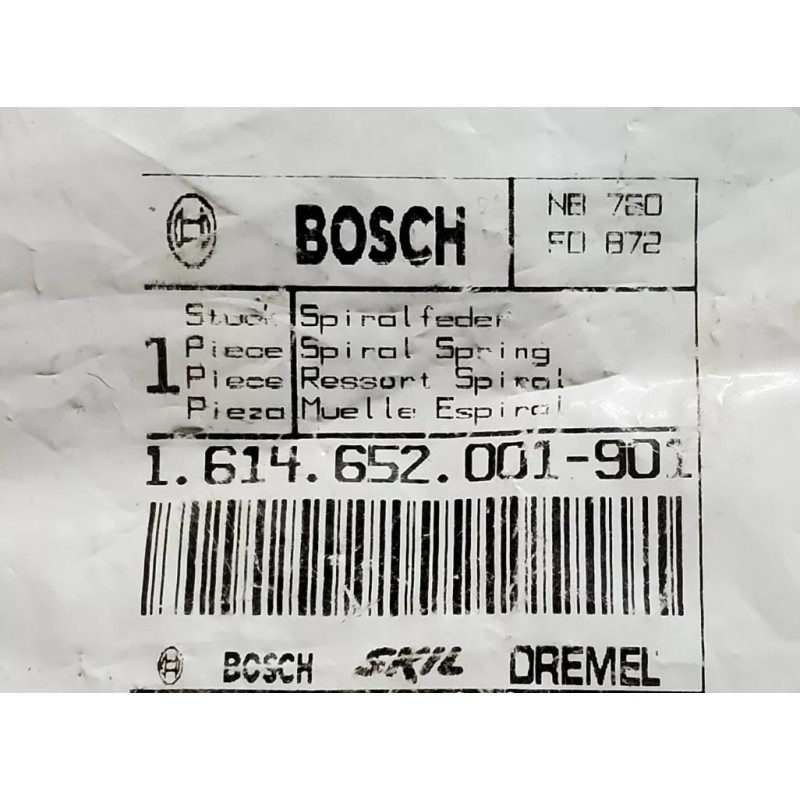 BOSCH
NB 760
FD 872
Stuck Spiralfeder
1 Piece Spiral Spring
Piece Ressort Spiral
Pieza Muelle Espiral
1.614.652.001-901
BOSCH SKIL DREMEL